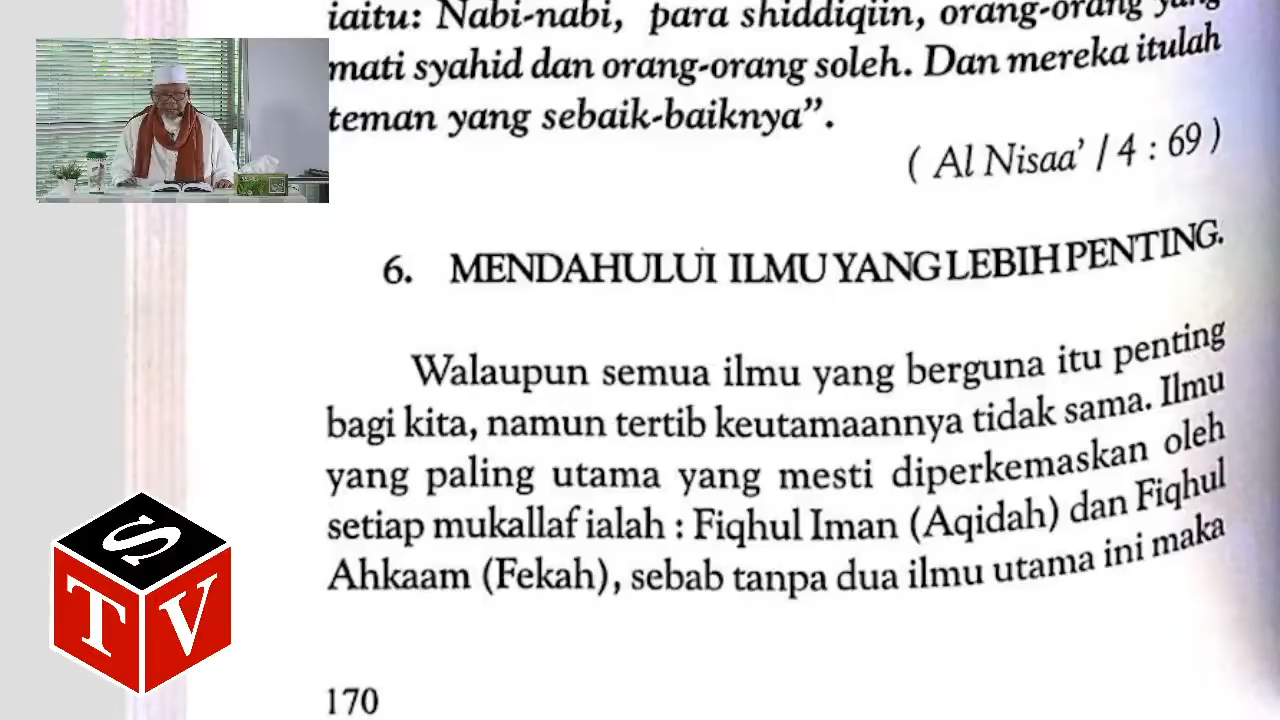 iaitu: Nabi-nabi, para shiddiqiin, orang-orang yang
mati syahid dan orang-orang soleh. Dan mereka itulah
teman yang sebaik-baiknya”.
( Al Nisaa’ / 4 : 69 )
6. MENDAHULUI ILMU YANG LEBIH PENTING.
Walaupun semua ilmu yang berguna itu penting
bagi kita, namun tertib keutamaannya tidak sama. Ilmu
yang paling utama yang mesti diperkemaskan oleh
setiap mukallaf ialah : Fiqhul Iman (Aqidah) dan Fiqhul
Ahkaam (Fekah), sebab tanpa dua ilmu utama ini maka
170
S
T V